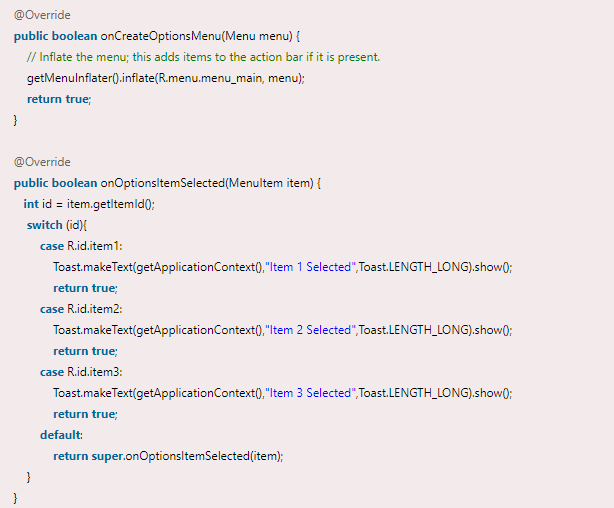 @Override
public boolean onCreateOptionsMenu(Menu menu) {
// Inflate the menu; this adds items to the action bar if it is present.
getMenuInflater().inflate(R.menu.menu_main, menu);
return true;
}
@Override
public boolean onOptionsItemSelected(MenuItem item) {
int id = item.getItemId();
switch (id){
case R.id.item1:
Toast.makeText(getApplicationContext(),"Item 1 Selected",Toast.LENGTH_LONG).show();
return true;
case R.id.item2:
Toast.makeText(getApplicationContext(),"Item 2 Selected",Toast.LENGTH_LONG).show();
return true;
case R.id.item3:
Toast.makeText(getApplicationContext(),"Item 3 Selected",Toast.LENGTH_LONG).show();
return true;
default:
return super.onOptionsItemSelected(item);
}
}